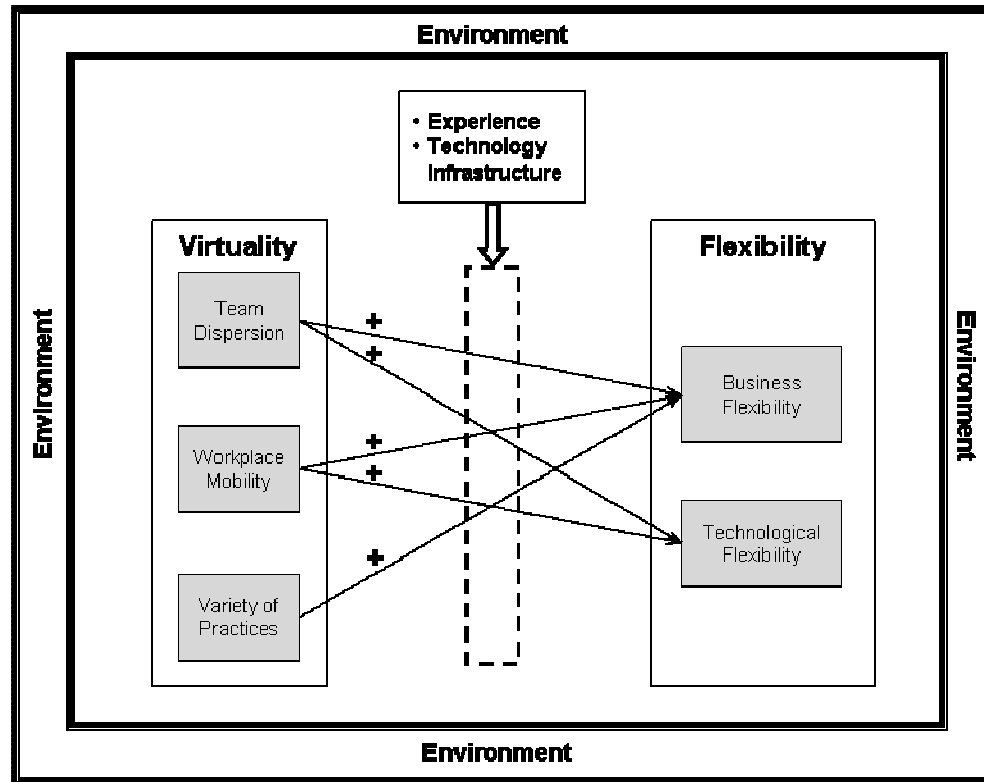 Environment
• Experience
• Technology
Infrastructure
Virtuality
Flexibility
Team
Dispersion
+
+
Business
Flexibility
Environment
Environment
Workplace
Mobility
+
+
Technological
Flexibility
+
Variety of
Practices
Environment